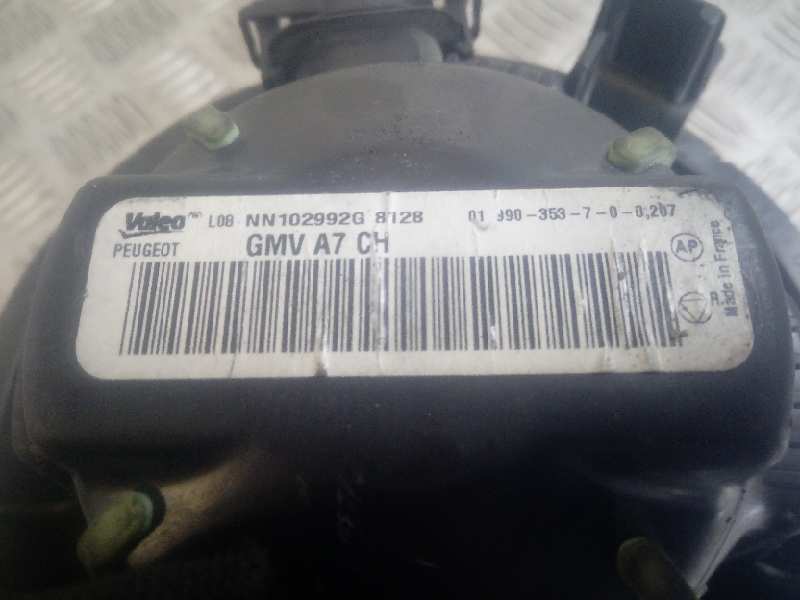 Valeo TM L08 NN102992G 8128 01 990-353-7-0-0,207
PEUGEOT GMV A7 CH
AP
Made in France